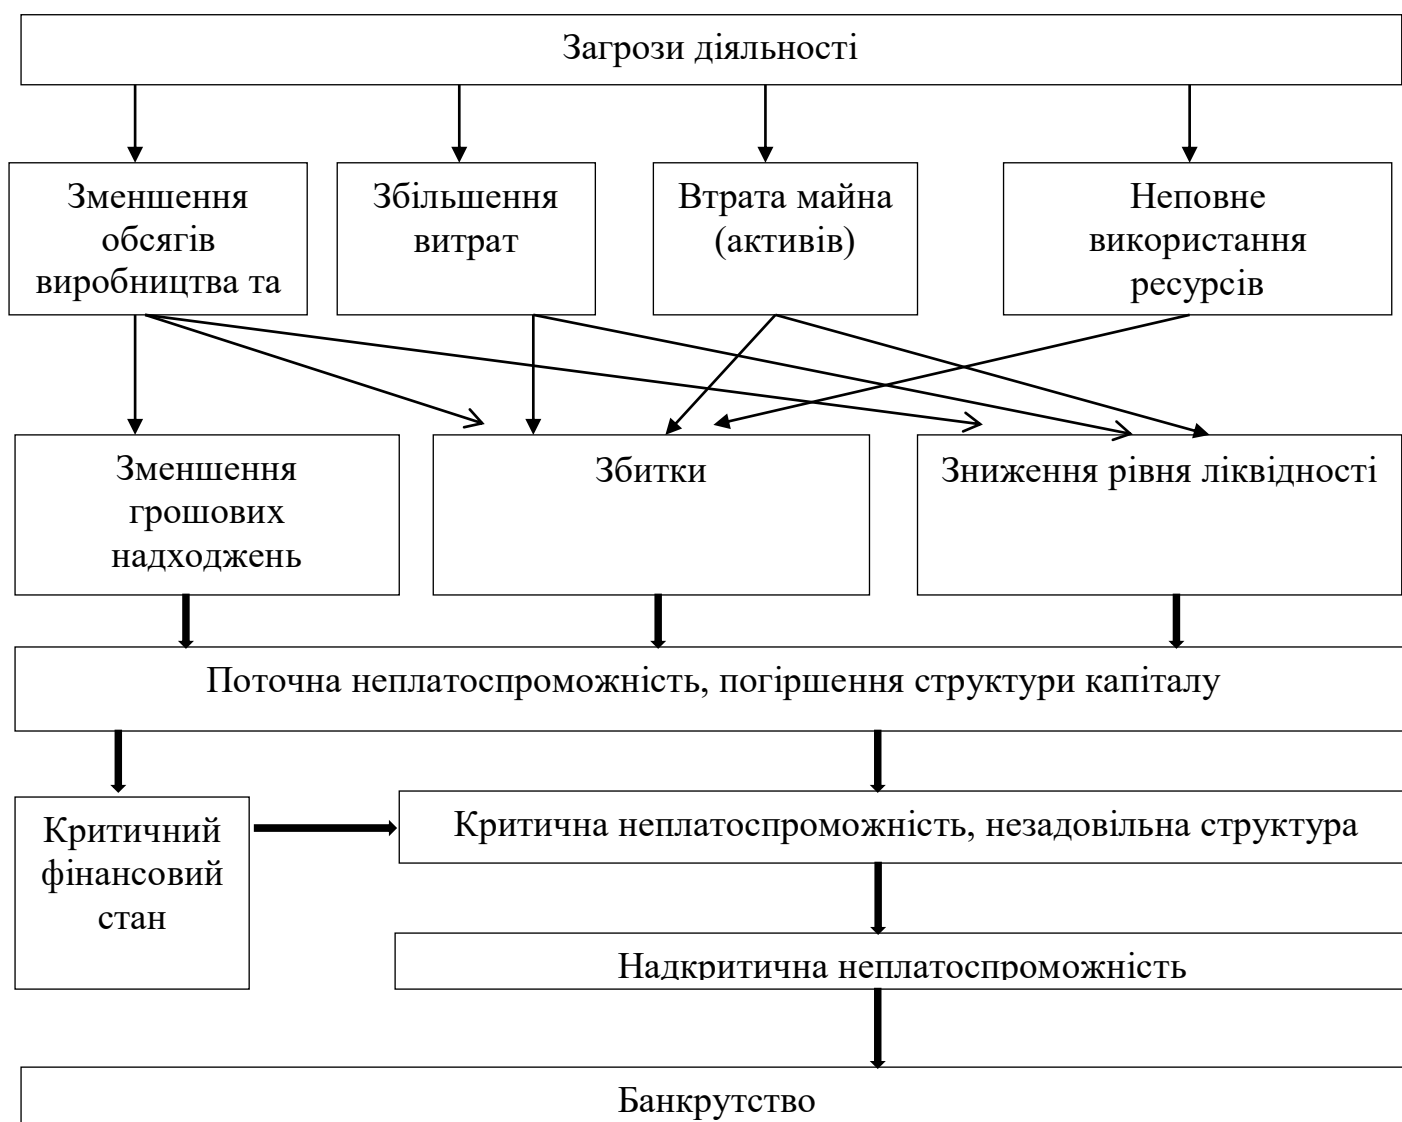 Загрози діяльності
Зменшення
обсягів
виробництва та
Збільшення
витрат
Втрата майна
(активів)
Неповне
використання
ресурсів
Зменшення
грошових
надходжень
Збитки
Зниження рівня ліквідності
Поточна неплатоспроможність, погіршення структури капіталу
Критичний
фінансовий
стан
Критична неплатоспроможність, незадовільна структура
Надкритична неплатоспроможність
Банкрутство